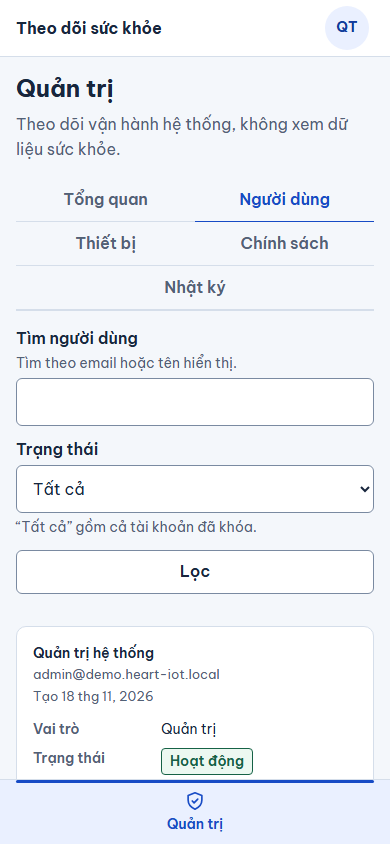 Theo dõi sức khỏe
QT
Quản trị
Theo dõi vận hành hệ thống, không xem dữ
liệu sức khỏe.
Tổng quan
Người dùng
Thiết bị
Chính sách
Nhật ký
Tìm người dùng
Tìm theo email hoặc tên hiển thị.
Trạng thái
Tất cả
“Tất cả” gồm cả tài khoản đã khóa.
Lọc
Quản trị hệ thống
admin@demo.heart-iot.local
Tạo 18 thg 11, 2026
Vai trò Quản trị
Trạng thái Hoạt động
Quản trị